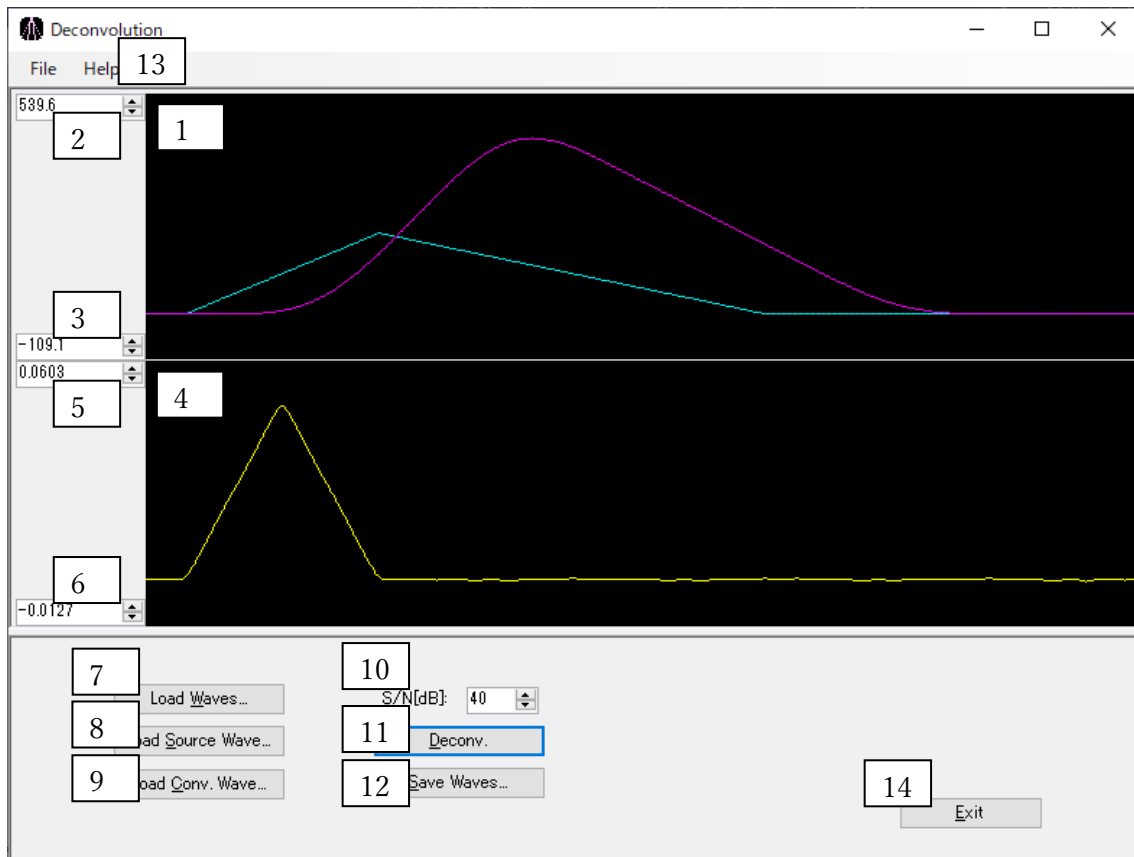 Deconvolution
File Help
13
539.6
2
1
3
-109.1
0.0603
5
4
6
-0.0127
7
10
Load Waves...
S/N[dB]: 40
8
11
oad Source Wave...
Deconv.
9
12
oad Conv. Wave...
Save Waves...
14
Exit